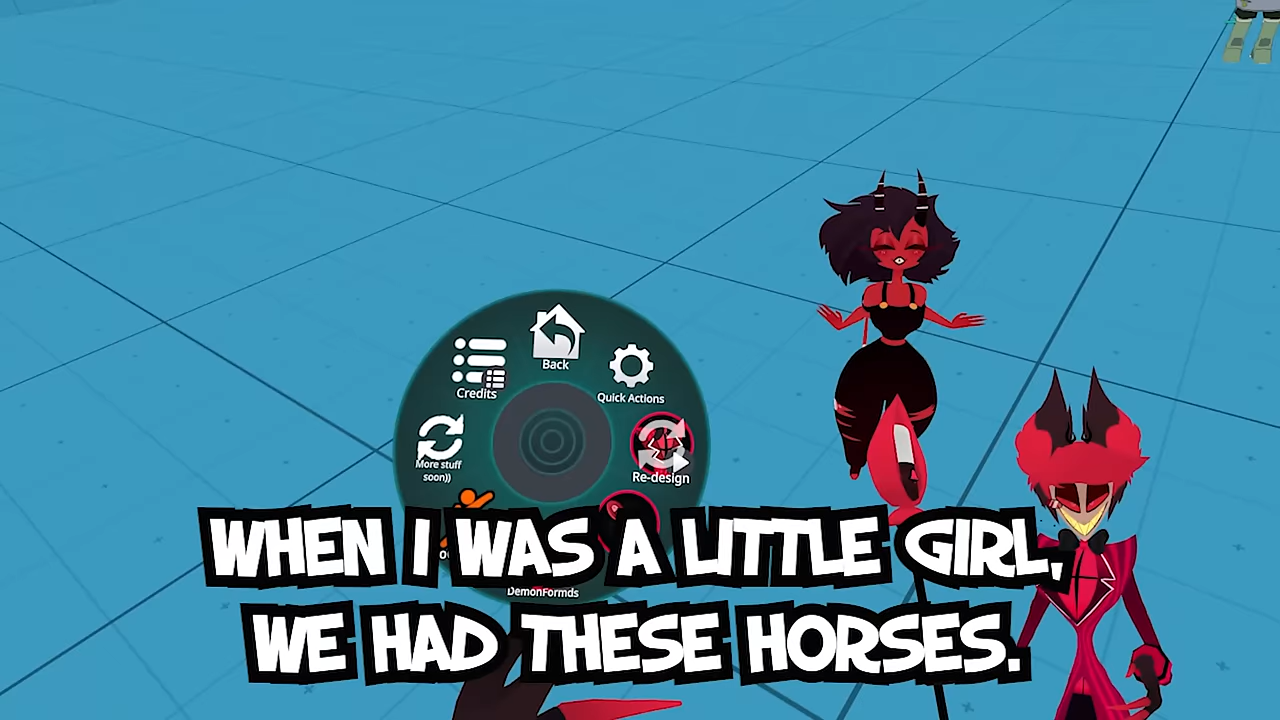 Back
Credits
Quick Actions
More stuff
soon))
Re-design
DemonFormds
WHEN I WAS A LITTLE GIRL,
WE HAD THESE HORSES.